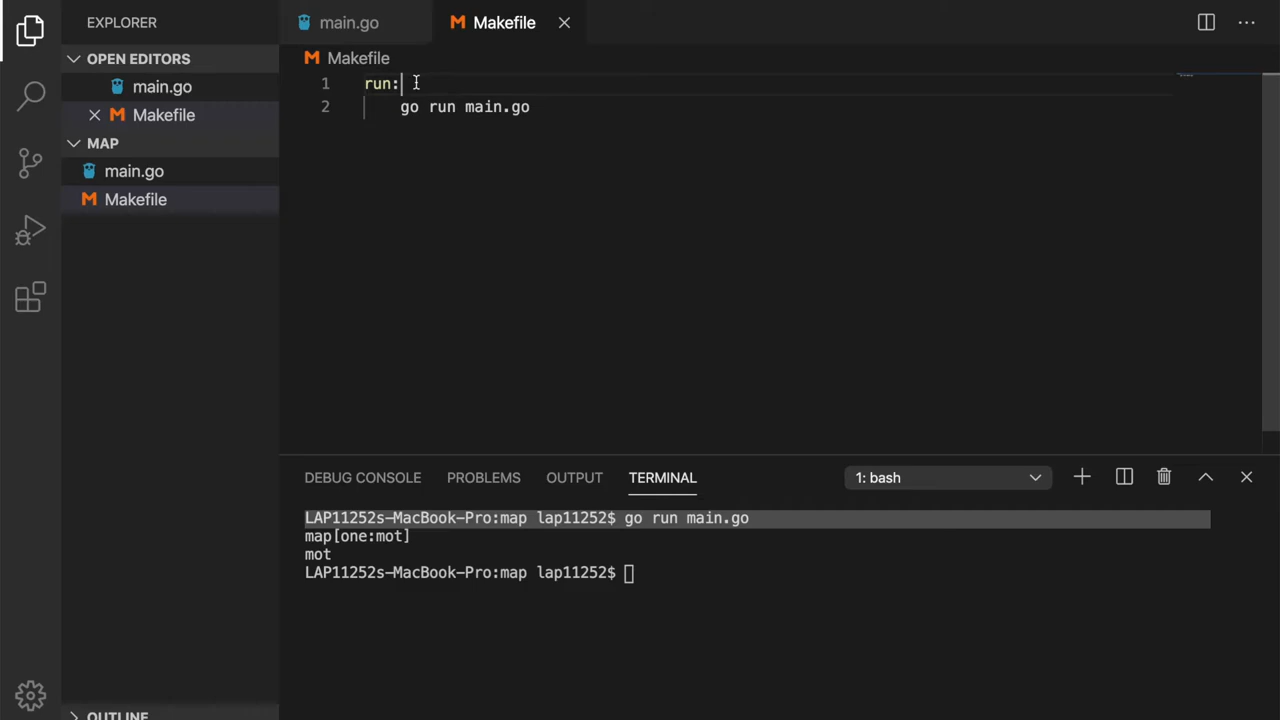 EXPLORER
main.go
Makefile
OPEN EDITORS
main.go
Makefile
MAP
main.go
Makefile
OUTLINE
Makefile
1 run:
2 go run main.go
DEBUG CONSOLE PROBLEMS OUTPUT TERMINAL 1: bash
LAP11252s-MacBook-Pro:map lap11252$ go run main.go
map[one:mot]
mot
LAP11252s-MacBook-Pro:map lap11252$